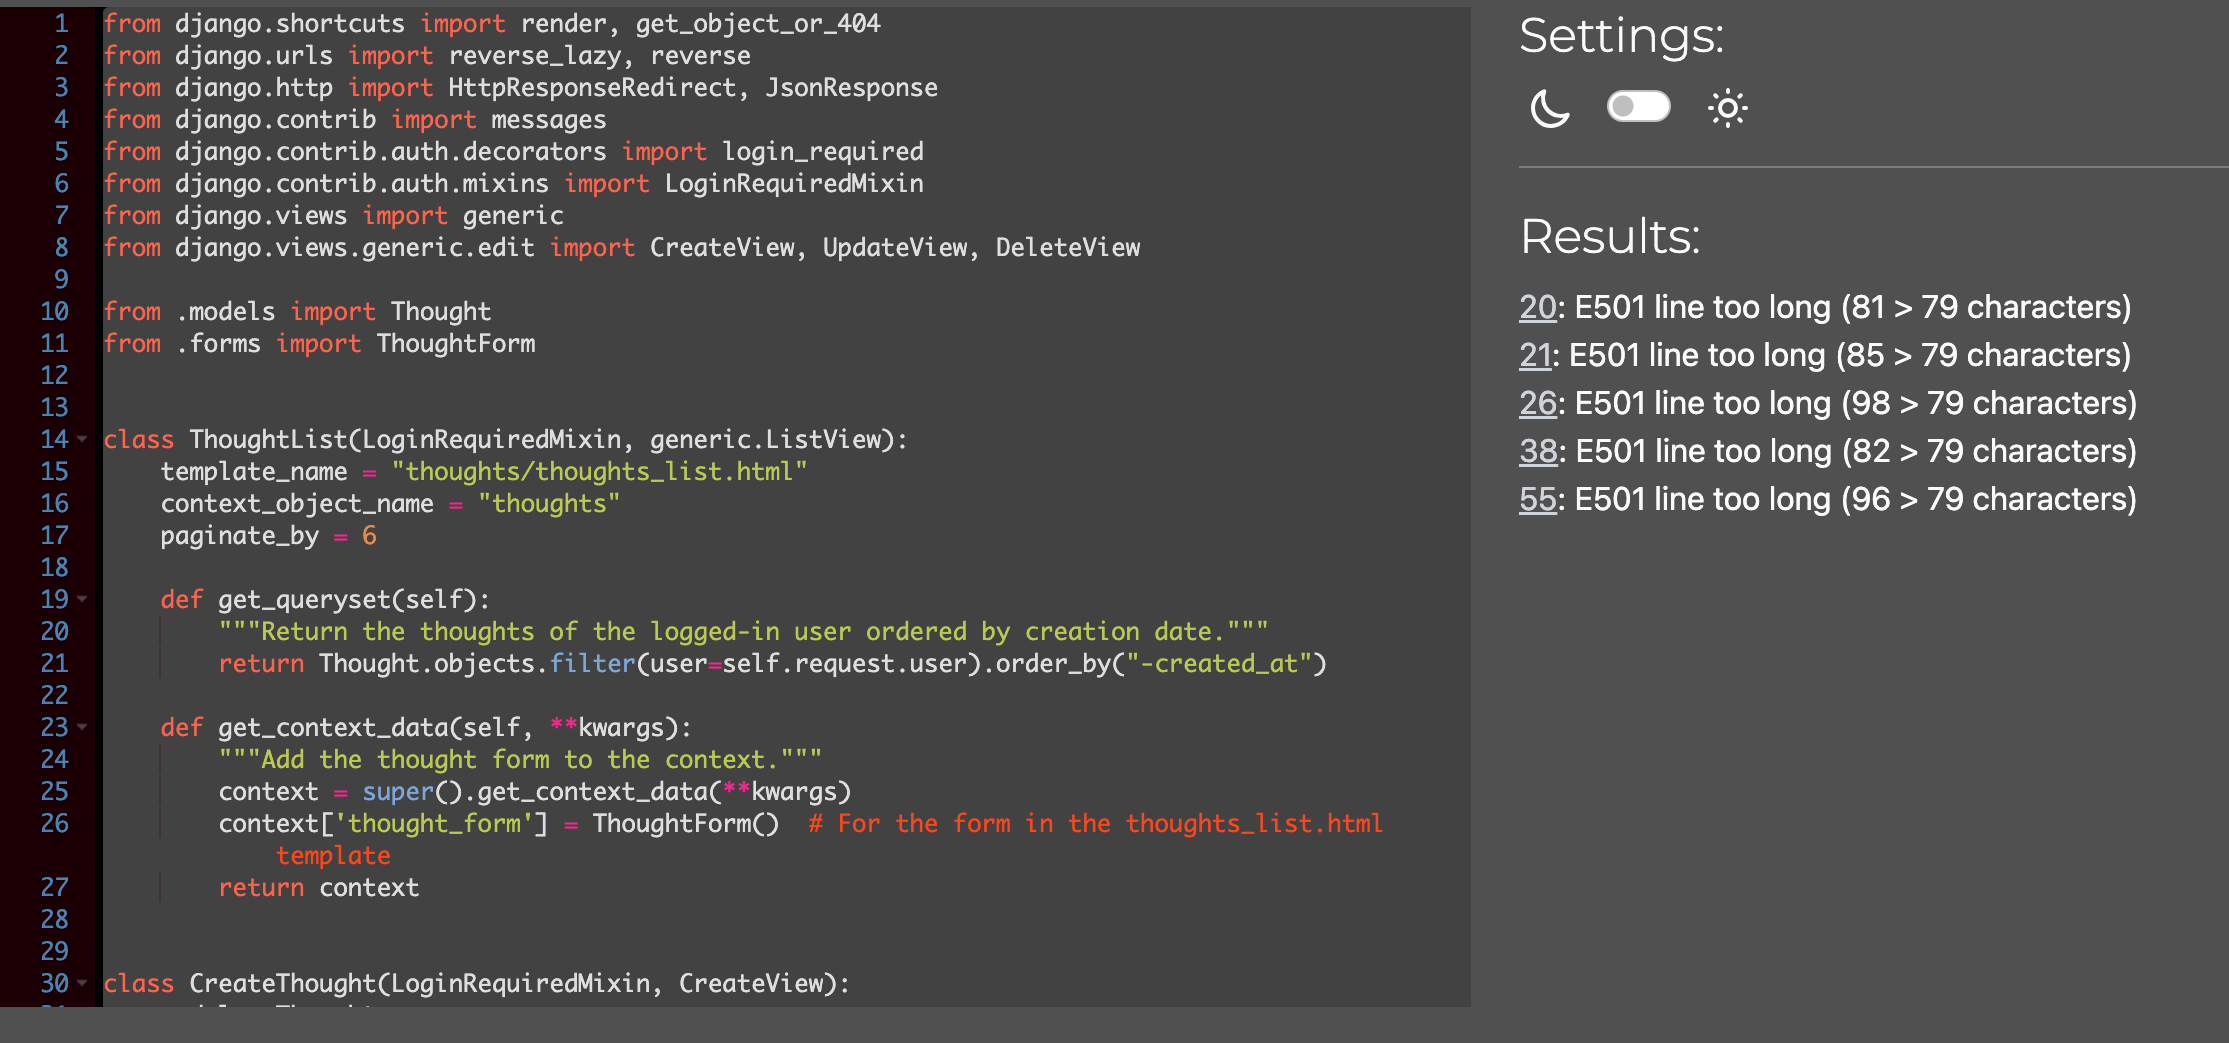 1 from django.shortcuts import render, get_object_or_404
2 from django.urls import reverse_lazy, reverse
3 from django.http import HttpResponseRedirect, JsonResponse
4 from django.contrib import messages
5 from django.contrib.auth.decorators import login_required
6 from django.contrib.auth.mixins import LoginRequiredMixin
7 from django.views import generic
8 from django.views.generic.edit import CreateView, UpdateView, DeleteView
9
10 from .models import Thought
11 from .forms import ThoughtForm
12
13
14 class ThoughtList(LoginRequiredMixin, generic.ListView):
15     template_name = "thoughts/thoughts_list.html"
16     context_object_name = "thoughts"
17     paginate_by = 6
18
19     def get_queryset(self):
20         """Return the thoughts of the logged-in user ordered by creation date."""
21         return Thought.objects.filter(user=self.request.user).order_by("-created_at")
22
23     def get_context_data(self, **kwargs):
24         """Add the thought form to the context."""
25         context = super().get_context_data(**kwargs)
26         context['thought_form'] = ThoughtForm()  # For the form in the thoughts_list.html
            template
27         return context
28
29
30 class CreateThought(LoginRequiredMixin, CreateView):
Settings:
Results:
20: E501 line too long (81 > 79 characters)
21: E501 line too long (85 > 79 characters)
26: E501 line too long (98 > 79 characters)
38: E501 line too long (82 > 79 characters)
55: E501 line too long (96 > 79 characters)